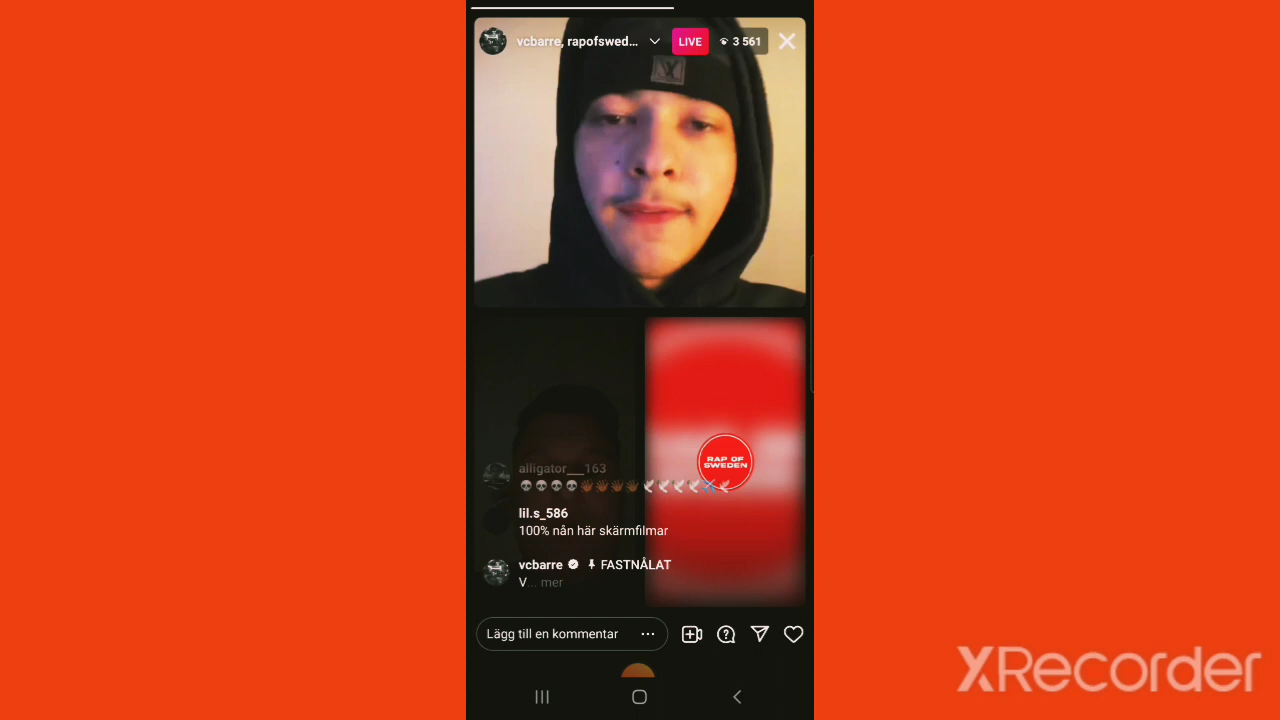 vcbarre, rapofswed...
LIVE
3 561
RAP OF
SWEDEN
alligator___163
lil.s_586
100% nån här skärmfilmar
vcbarre FASTNÅLAT
V... mer
Lägg till en kommentar
XRecorder